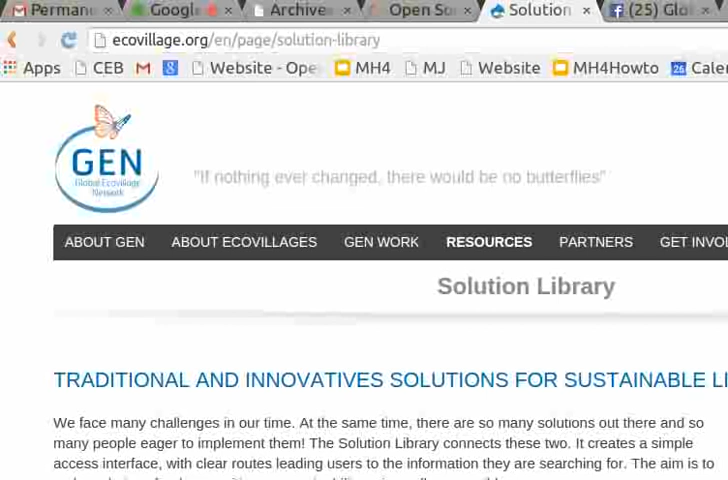 Perman
Googl
Archive
Open So
Solution
(25) Glo
ecovillage.org/en/page/solution-library
Apps
CEB
Website - Ope
MH4
MJ
Website
MH4Howto
26
Cale
GEN
Global Ecovillage
Network
"If nothing ever changed, there would be no butterflies"
ABOUT GEN
ABOUT ECOVILLAGES
GEN WORK
RESOURCES
PARTNERS
GET INVOL
Solution Library
TRADITIONAL AND INNOVATIVES SOLUTIONS FOR SUSTAINABLE LI
We face many challenges in our time. At the same time, there are so many solutions out there and so
many people eager to implement them! The Solution Library connects these two. It creates a simple
access interface, with clear routes leading users to the information they are searching for. The aim is to